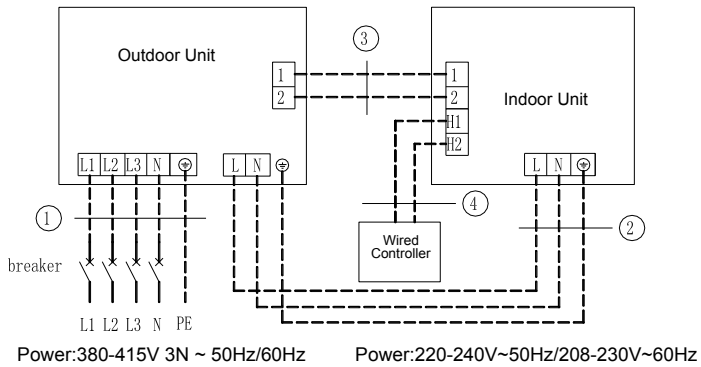 Outdoor Unit
③
1
2
1
2
H1
H2
Indoor Unit
L1 L2 L3 N
L N
L N
①
④
②
Wired
Controller
breaker
L1 L2 L3 N PE
Power:380-415V 3N ~ 50Hz/60Hz
Power:220-240V~50Hz/208-230V~60Hz